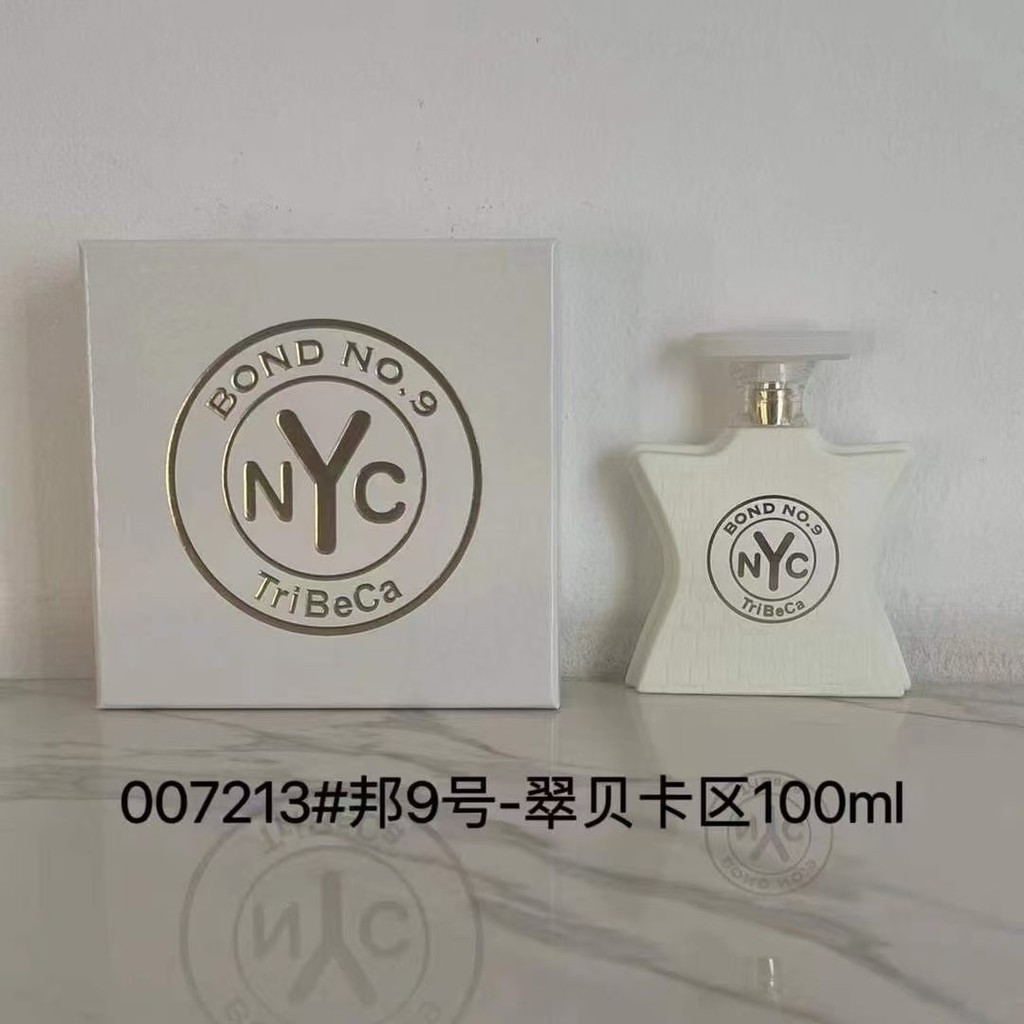 BOND NO.9
NYC
TriBeCa
BOND NO.9
NYC
TriBeCa
007213#邦9号-翠贝卡区100ml